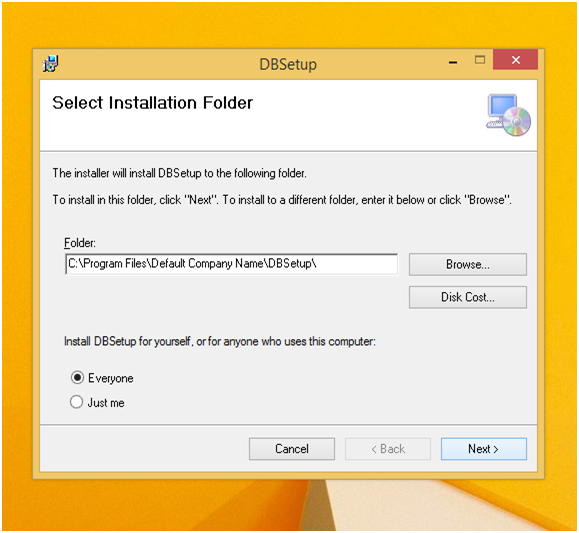 DBSetup
Select Installation Folder
The installer will install DBSetup to the following folder.
To install in this folder, click "Next". To install to a different folder, enter it below or click "Browse".
Folder:
C:\Program Files\Default Company Name\DBSetup\
Browse...
Disk Cost...
Install DBSetup for yourself, or for anyone who uses this computer:
Everyone
Just me
Cancel
< Back
Next >